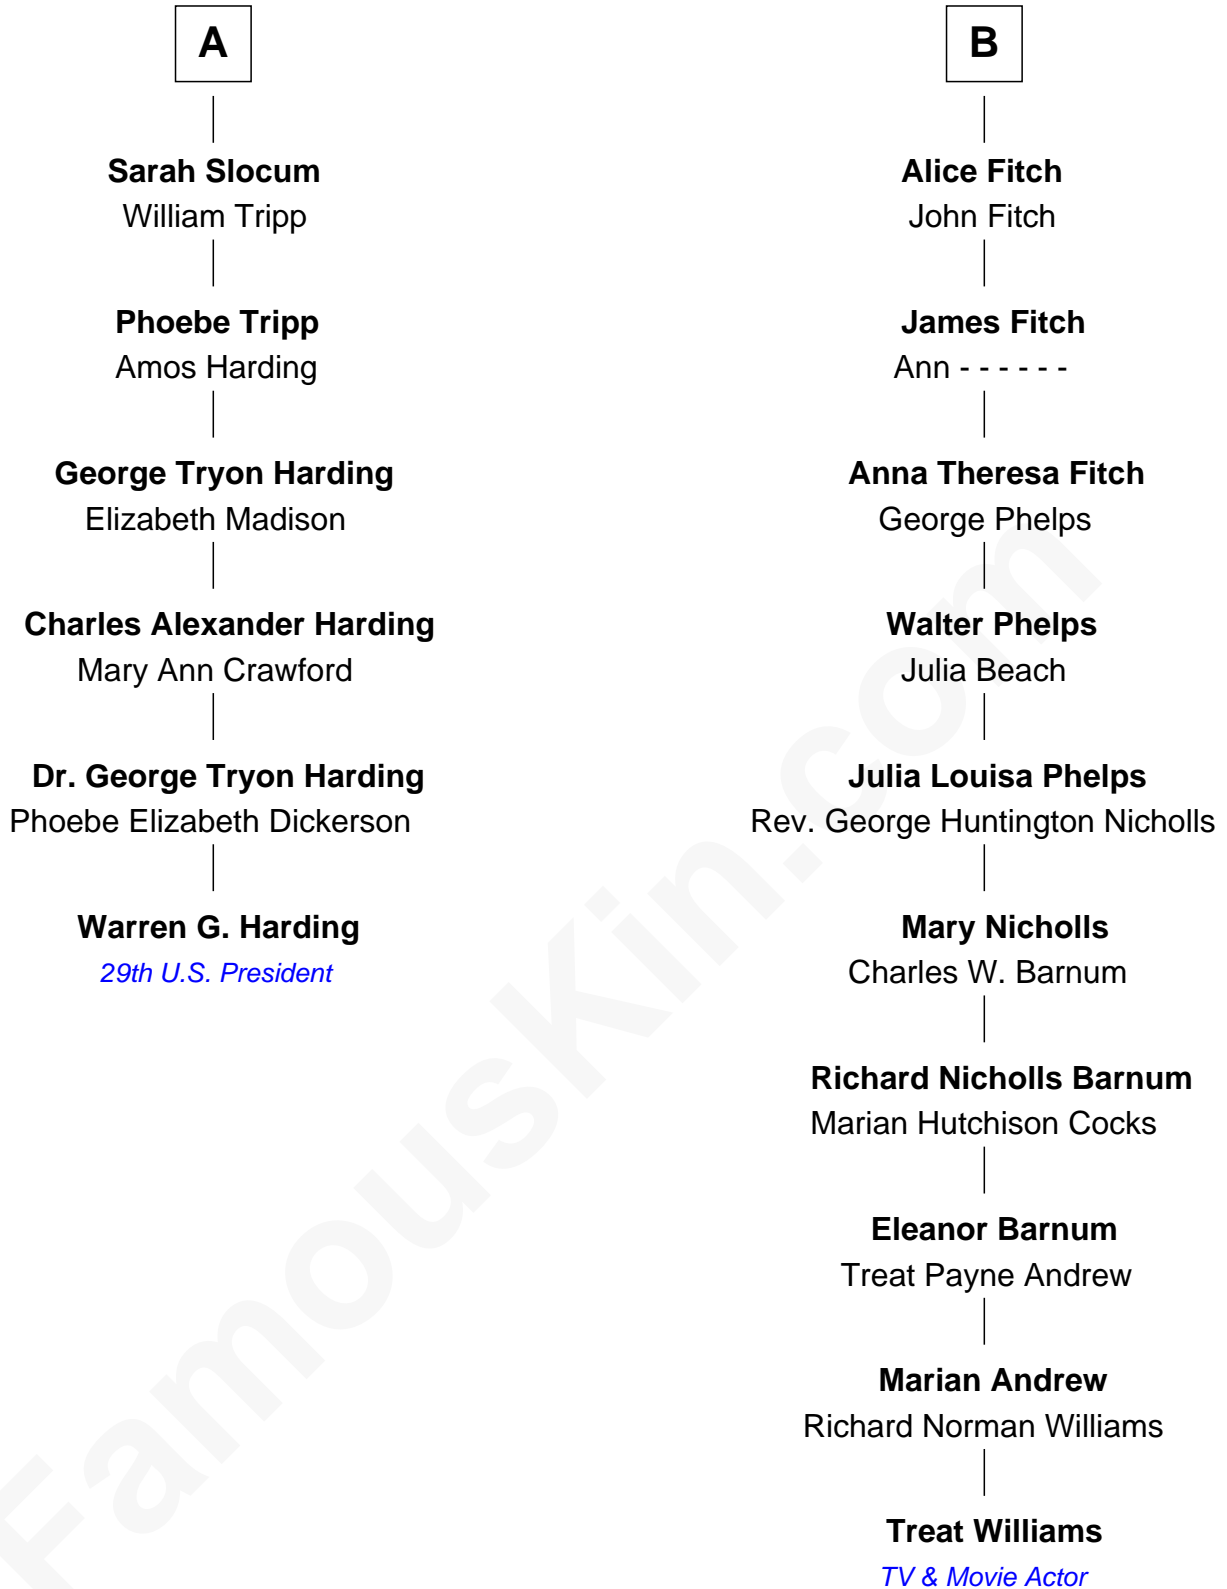 A
Sarah Slocum
William Tripp
Phoebe Tripp
Amos Harding
George Tryon Harding
Elizabeth Madison
Charles Alexander Harding
Mary Ann Crawford
Dr. George Tryon Harding
Phoebe Elizabeth Dickerson
Warren G. Harding
29th U.S. President
B
Alice Fitch
John Fitch
James Fitch
Ann - - - - - -
Anna Theresa Fitch
George Phelps
Walter Phelps
Julia Beach
Julia Louisa Phelps
Rev. George Huntington Nicholls
Mary Nicholls
Charles W. Barnum
Richard Nicholls Barnum
Marian Hutchison Cocks
Eleanor Barnum
Treat Payne Andrew
Marian Andrew
Richard Norman Williams
Treat Williams
TV & Movie Actor
FamousKin.com